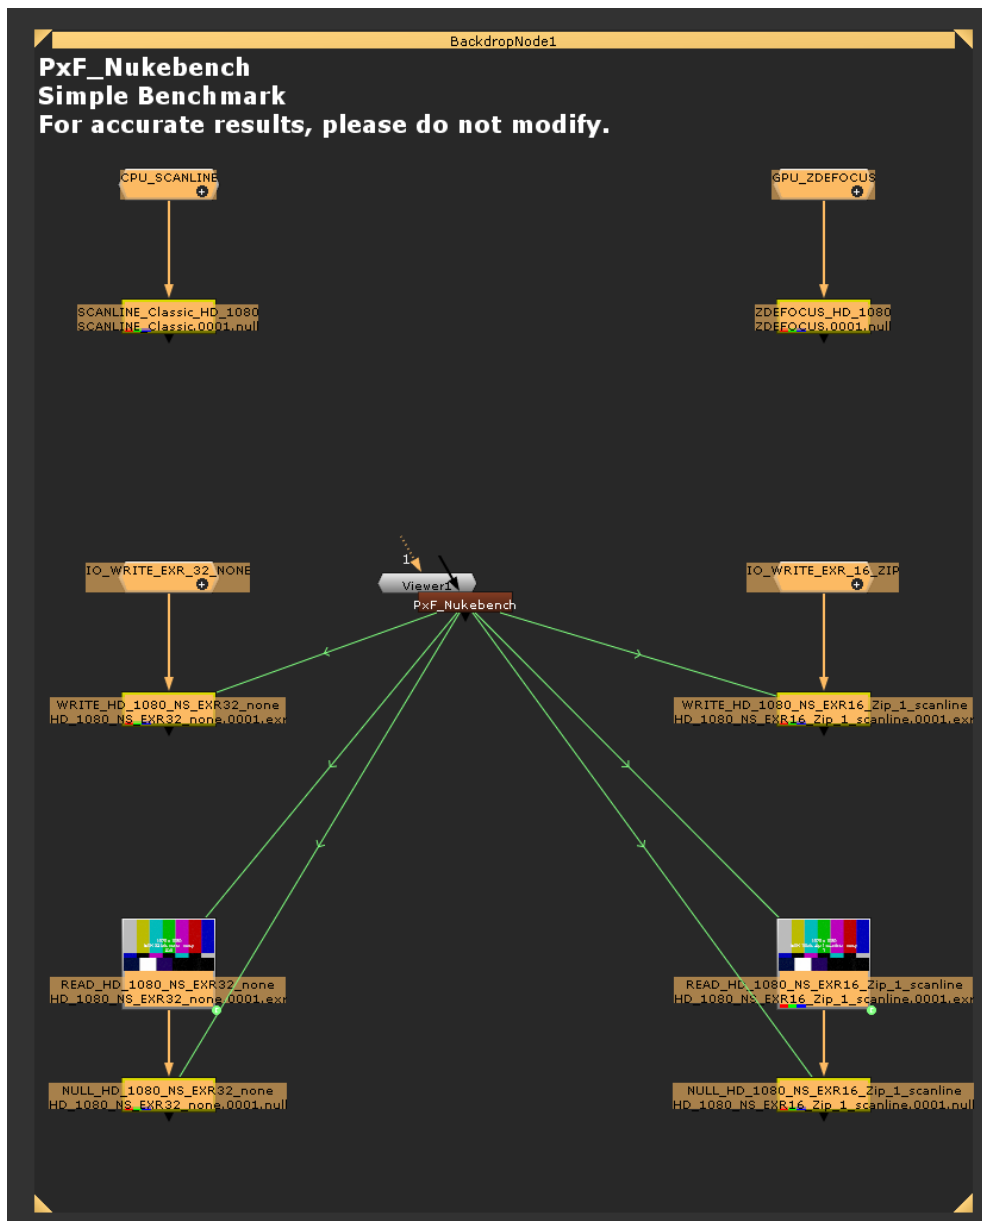 BackdropNode1
PxF_Nukebench
Simple Benchmark
For accurate results, please do not modify.
CPU_SCANLINE
GPU_ZDEFOCUS
SCANLINE_Classic_HD_1080
SCANLINE_Classic.0001.null
ZDEFOCUS_HD_1080
ZDEFOCUS.0001.null
IO_WRITE_EXR_32_NONE
1
Viewer1
PxF_Nukebench
IO_WRITE_EXR_16_ZIP
WRITE_HD_1080_NS_EXR32_none
HD_1080_NS_EXR32_none.0001.exr
WRITE_HD_1080_NS_EXR16_Zip_1_scanline
HD_1080_NS_EXR16_Zip_1_scanline.0001.exr
READ_HD_1080_NS_EXR32_none
HD_1080_NS_EXR32_none.0001.exr
READ_HD_1080_NS_EXR16_Zip_1_scanline
HD_1080_NS_EXR16_Zip_1_scanline.0001.exr
NULL_HD_1080_NS_EXR32_none
HD_1080_NS_EXR32_none.0001.null
NULL_HD_1080_NS_EXR16_Zip_1_scanline
HD_1080_NS_EXR16_Zip_1_scanline.0001.null